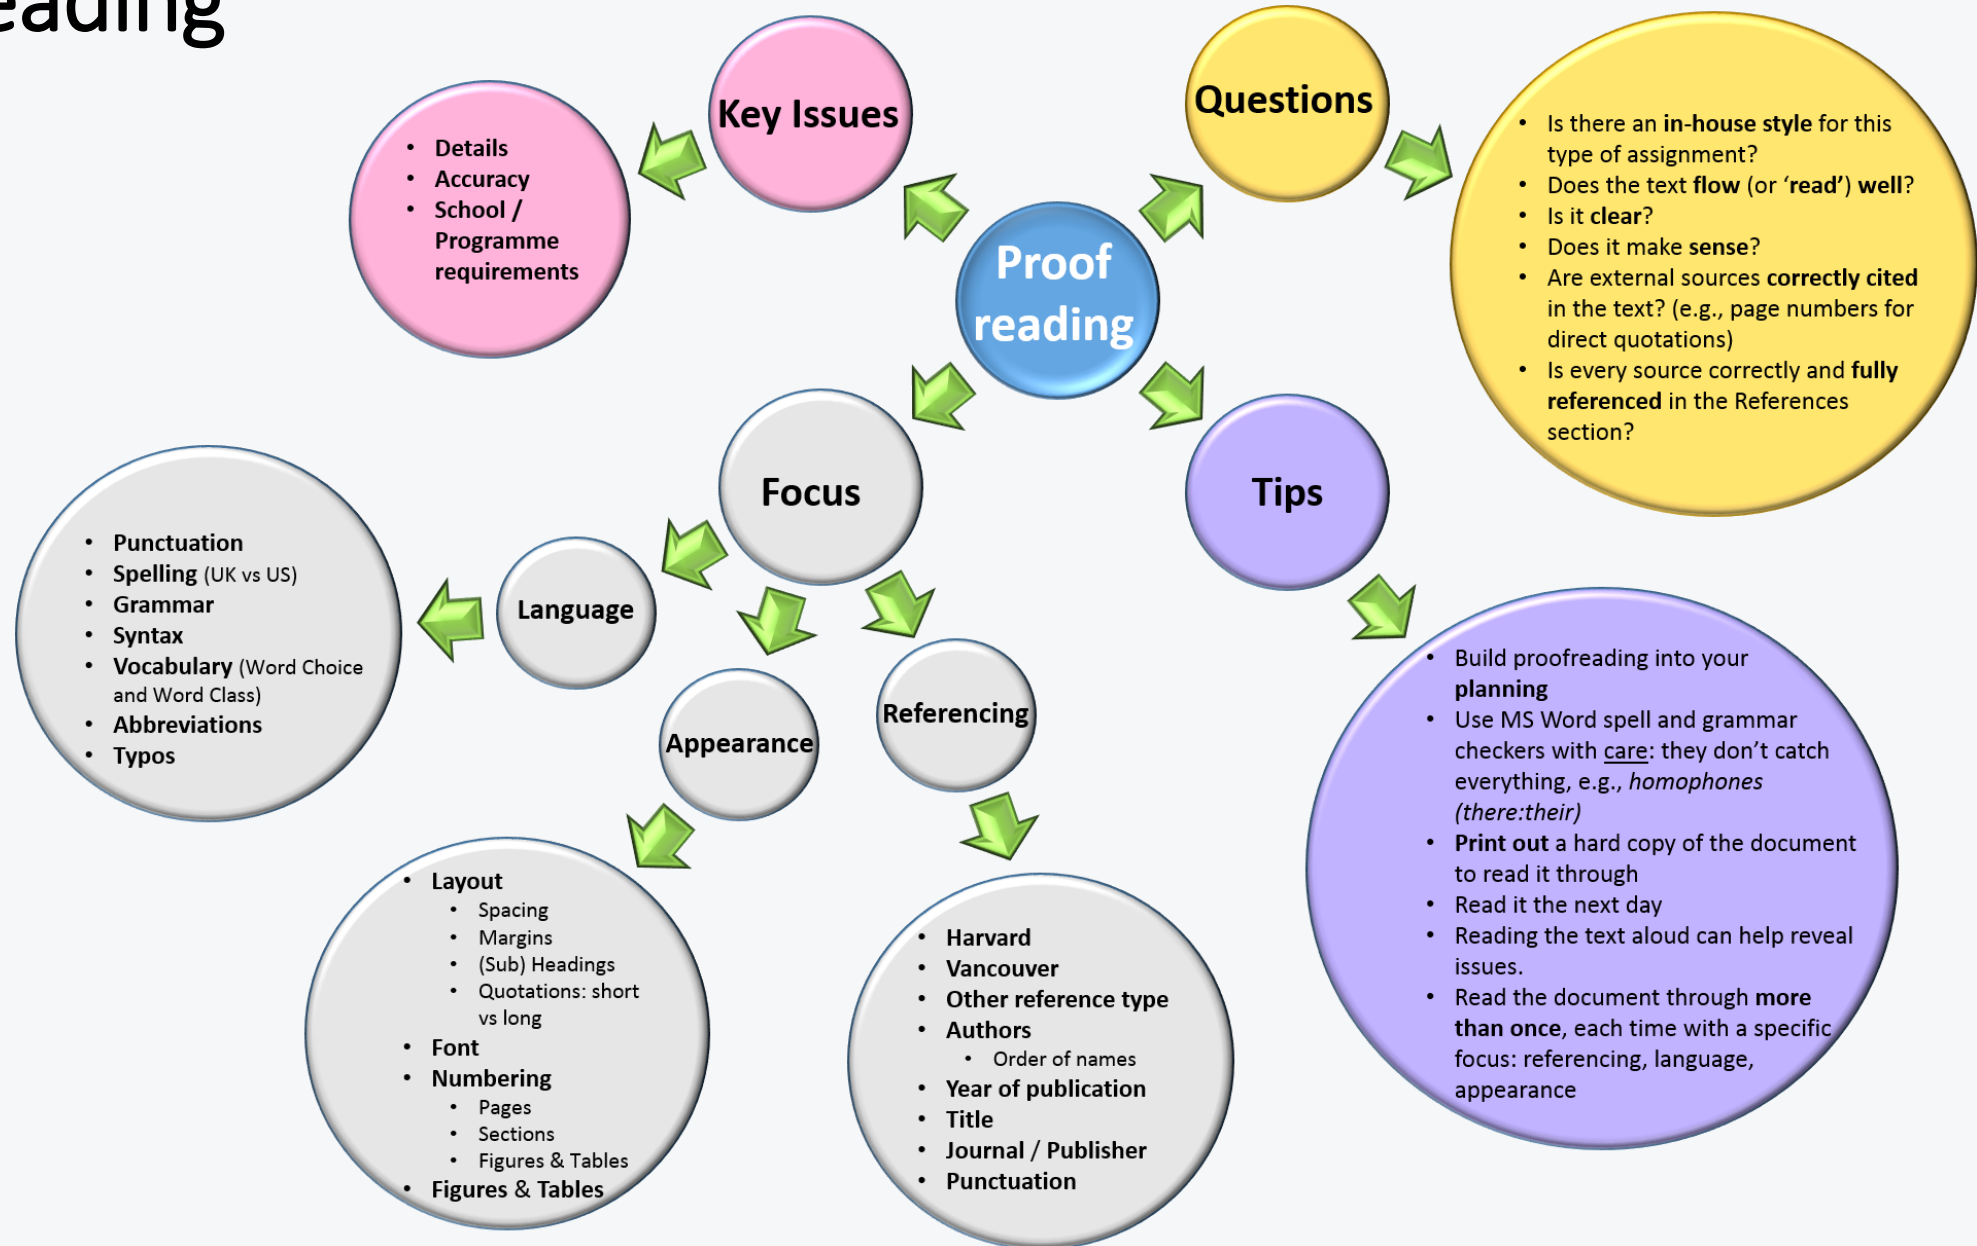 eading
Key Issues
• Details
• Accuracy
• School /
Programme
requirements
Questions
• Is there an in-house style for this
type of assignment?
• Does the text flow (or ‘read’) well?
• Is it clear?
• Does it make sense?
• Are external sources correctly cited
in the text? (e.g., page numbers for
direct quotations)
• Is every source correctly and fully
referenced in the References
section?
Proof
reading
Focus
Tips
Language
• Punctuation
• Spelling (UK vs US)
• Grammar
• Syntax
• Vocabulary (Word Choice
and Word Class)
• Abbreviations
• Typos
Appearance
• Layout
• Spacing
• Margins
• (Sub) Headings
• Quotations: short
vs long
• Font
• Numbering
• Pages
• Sections
• Figures & Tables
• Figures & Tables
Referencing
• Harvard
• Vancouver
• Other reference type
• Authors
• Order of names
• Year of publication
• Title
• Journal / Publisher
• Punctuation
• Build proofreading into your
planning
• Use MS Word spell and grammar
checkers with care: they don’t catch
everything, e.g., homophones
(there:their)
• Print out a hard copy of the document
to read it through
• Read it the next day
• Reading the text aloud can help reveal
issues.
• Read the document through more
than once, each time with a specific
focus: referencing, language,
appearance